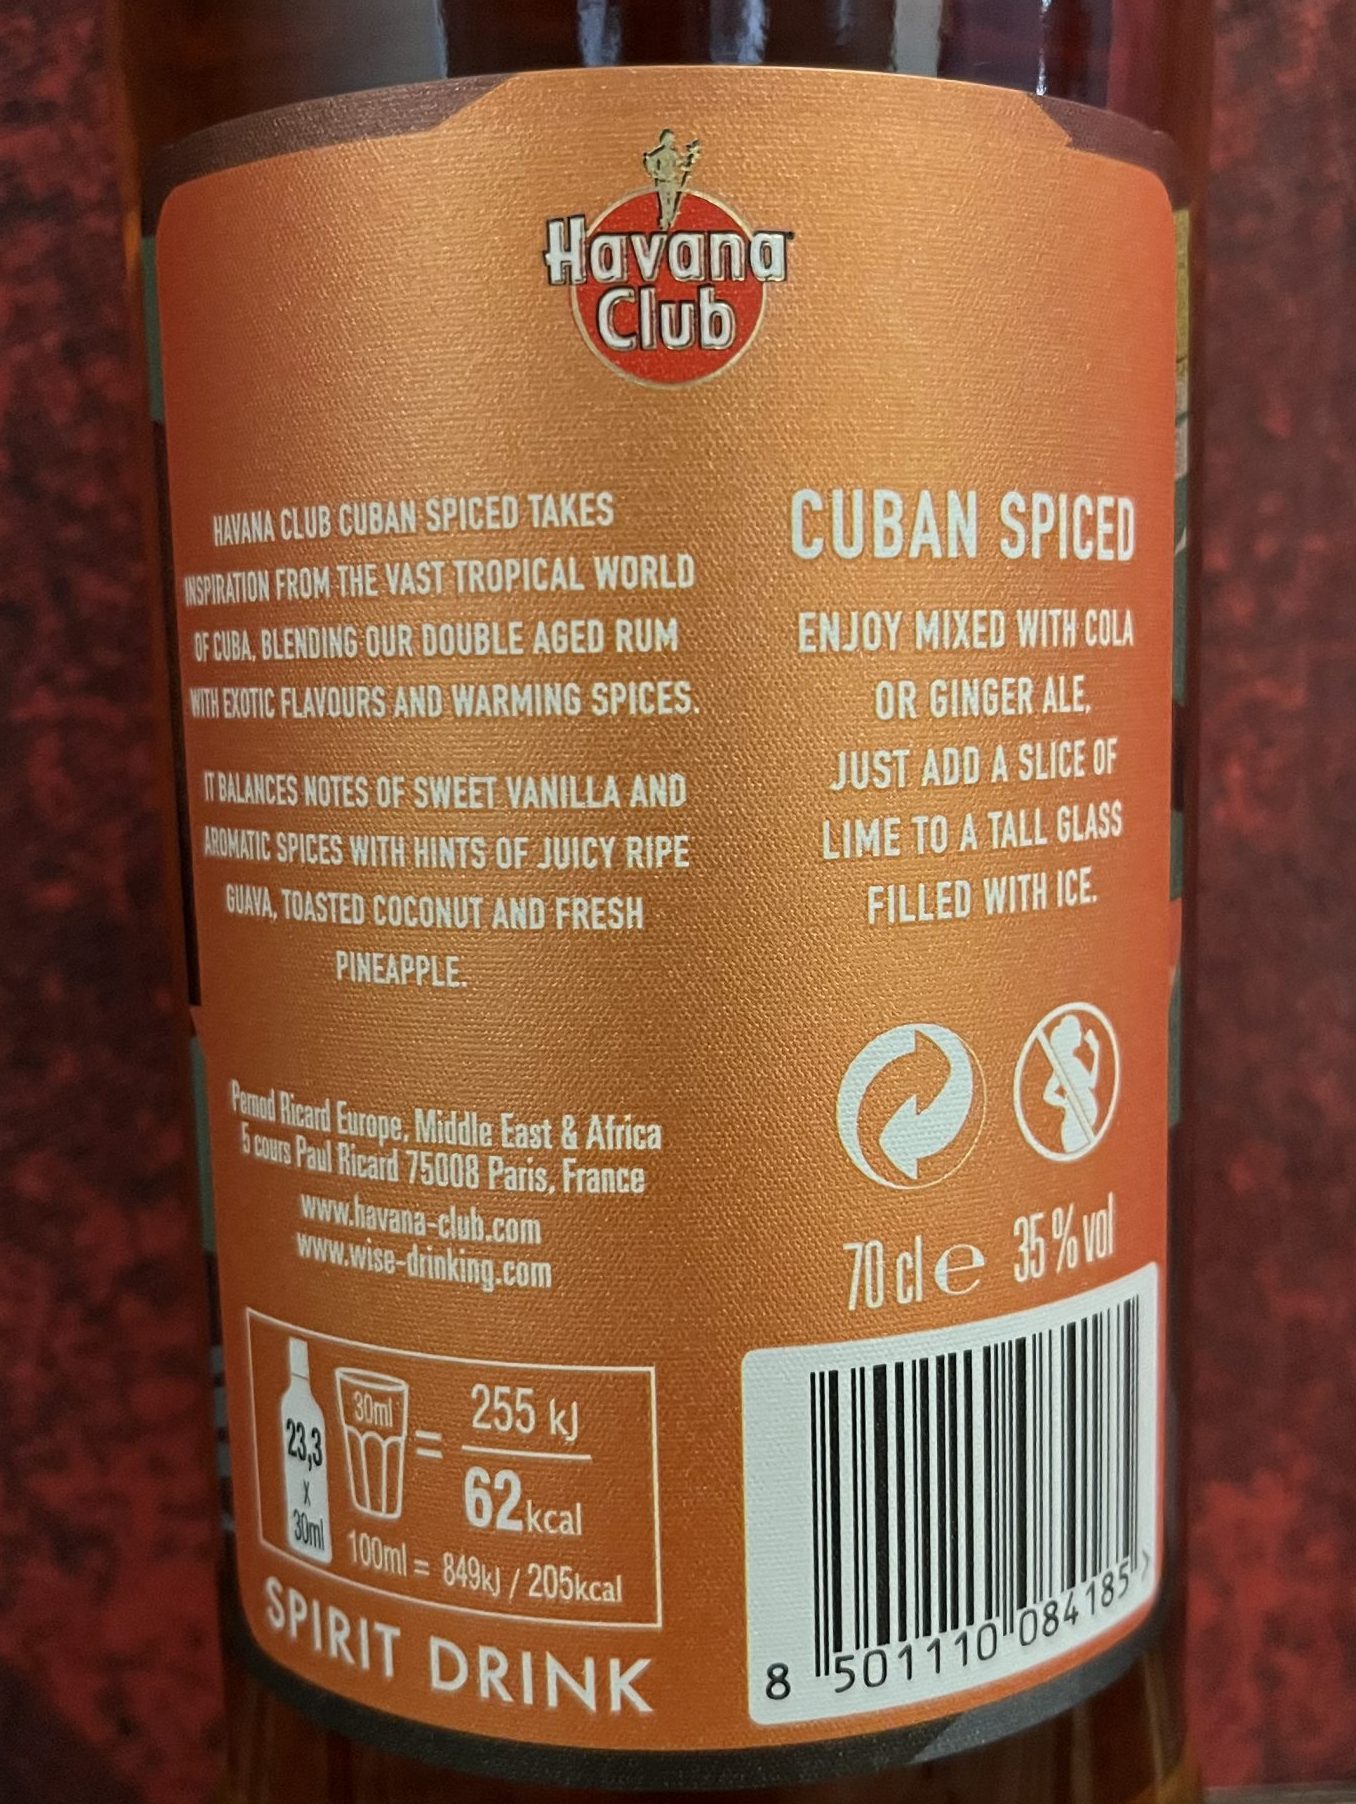 Havana
Club
HAVANA CLUB CUBAN SPICED TAKES
INSPIRATION FROM THE VAST TROPICAL WORLD
OF CUBA, BLENDING OUR DOUBLE AGED RUM
WITH EXOTIC FLAVOURS AND WARMING SPICES.
IT BALANCES NOTES OF SWEET VANILLA AND
AROMATIC SPICES WITH HINTS OF JUICY RIPE
GUAVA, TOASTED COCONUT AND FRESH
PINEAPPLE.
Pernod Ricard Europe, Middle East & Africa
5 cours Paul Ricard 75008 Paris, France
www.havana-club.com
www.wise-drinking.com
23,3
x
30ml
30ml
=
255 kJ
62kcal
100ml = 849kJ / 205kcal
SPIRIT DRINK
CUBAN SPICED
ENJOY MIXED WITH COLA
OR GINGER ALE,
JUST ADD A SLICE OF
LIME TO A TALL GLASS
FILLED WITH ICE.
70 cl e 35 % vol
8 501110 084185 >